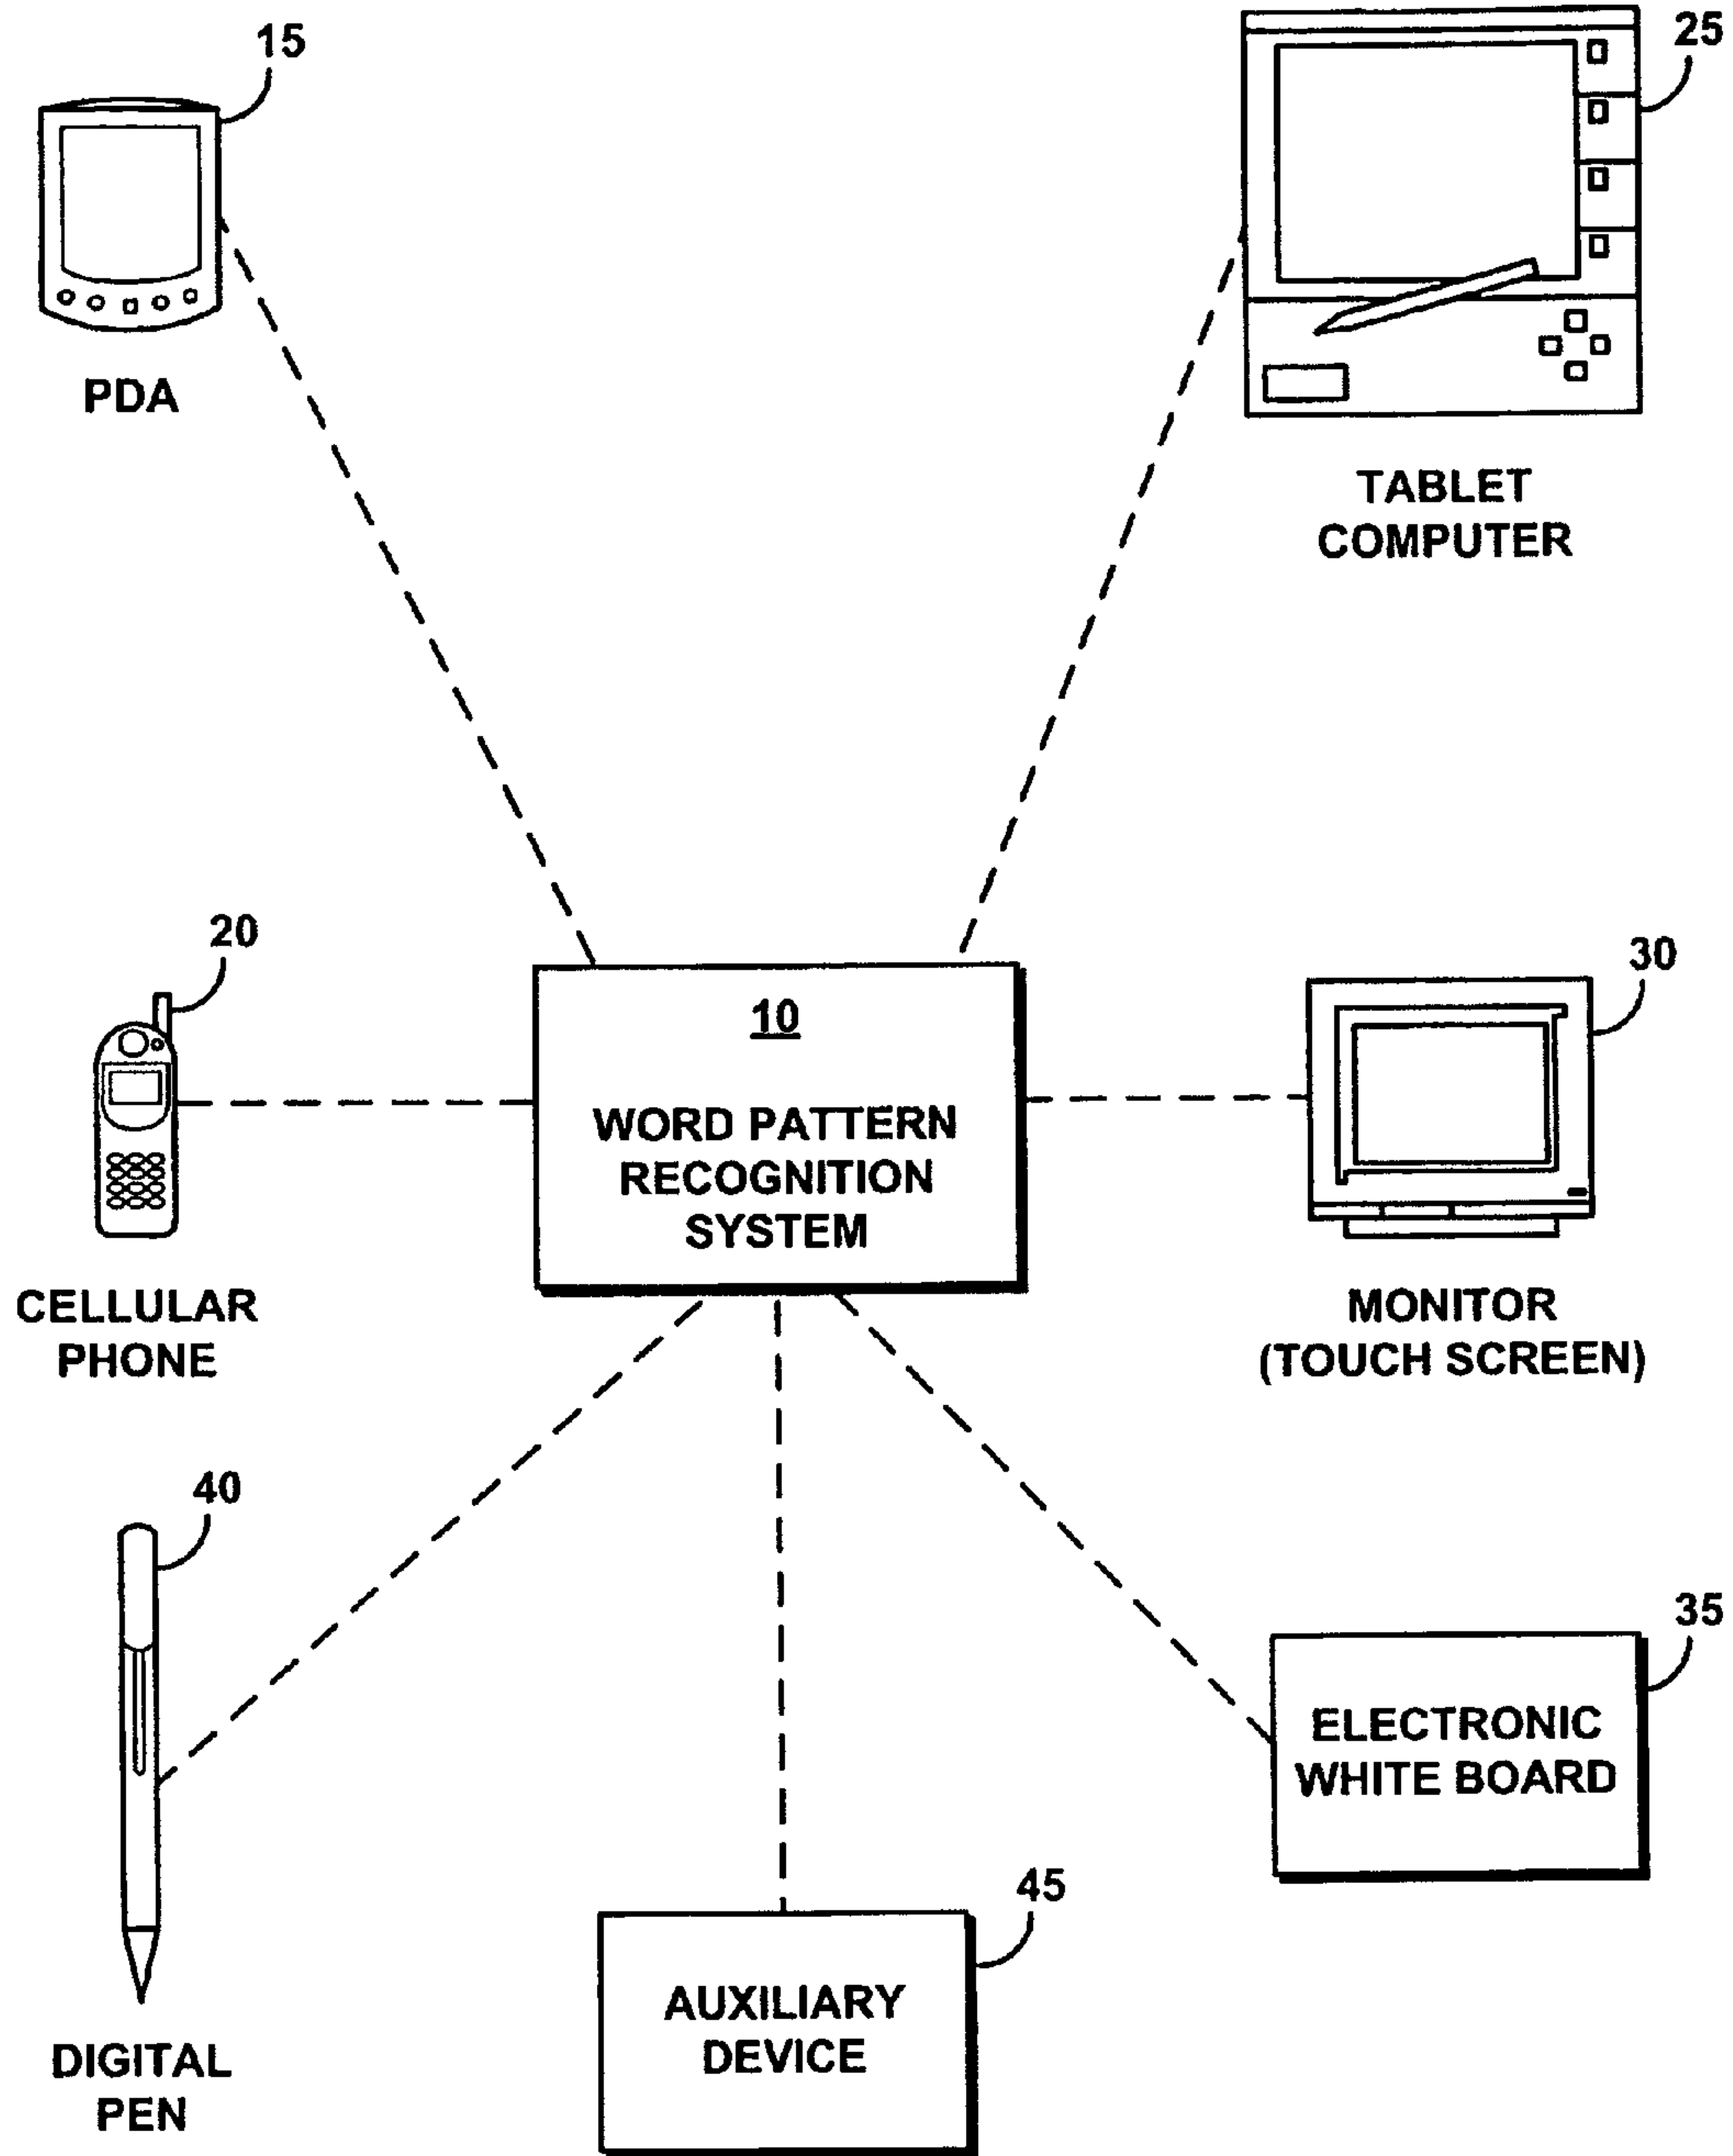 15
PDA
25
TABLET
COMPUTER
20
CELLULAR
PHONE
10
WORD PATTERN
RECOGNITION
SYSTEM
30
MONITOR
(TOUCH SCREEN)
40
DIGITAL
PEN
45
AUXILIARY
DEVICE
35
ELECTRONIC
WHITE BOARD